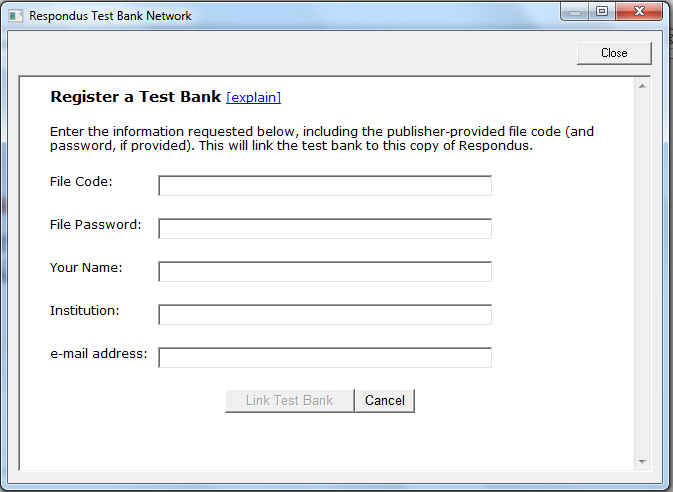 Respondus Test Bank Network
Close
Register a Test Bank [explain]
Enter the information requested below, including the publisher-provided file code (and
password, if provided). This will link the test bank to this copy of Respondus.
File Code:
File Password:
Your Name:
Institution:
e-mail address:
Link Test Bank Cancel